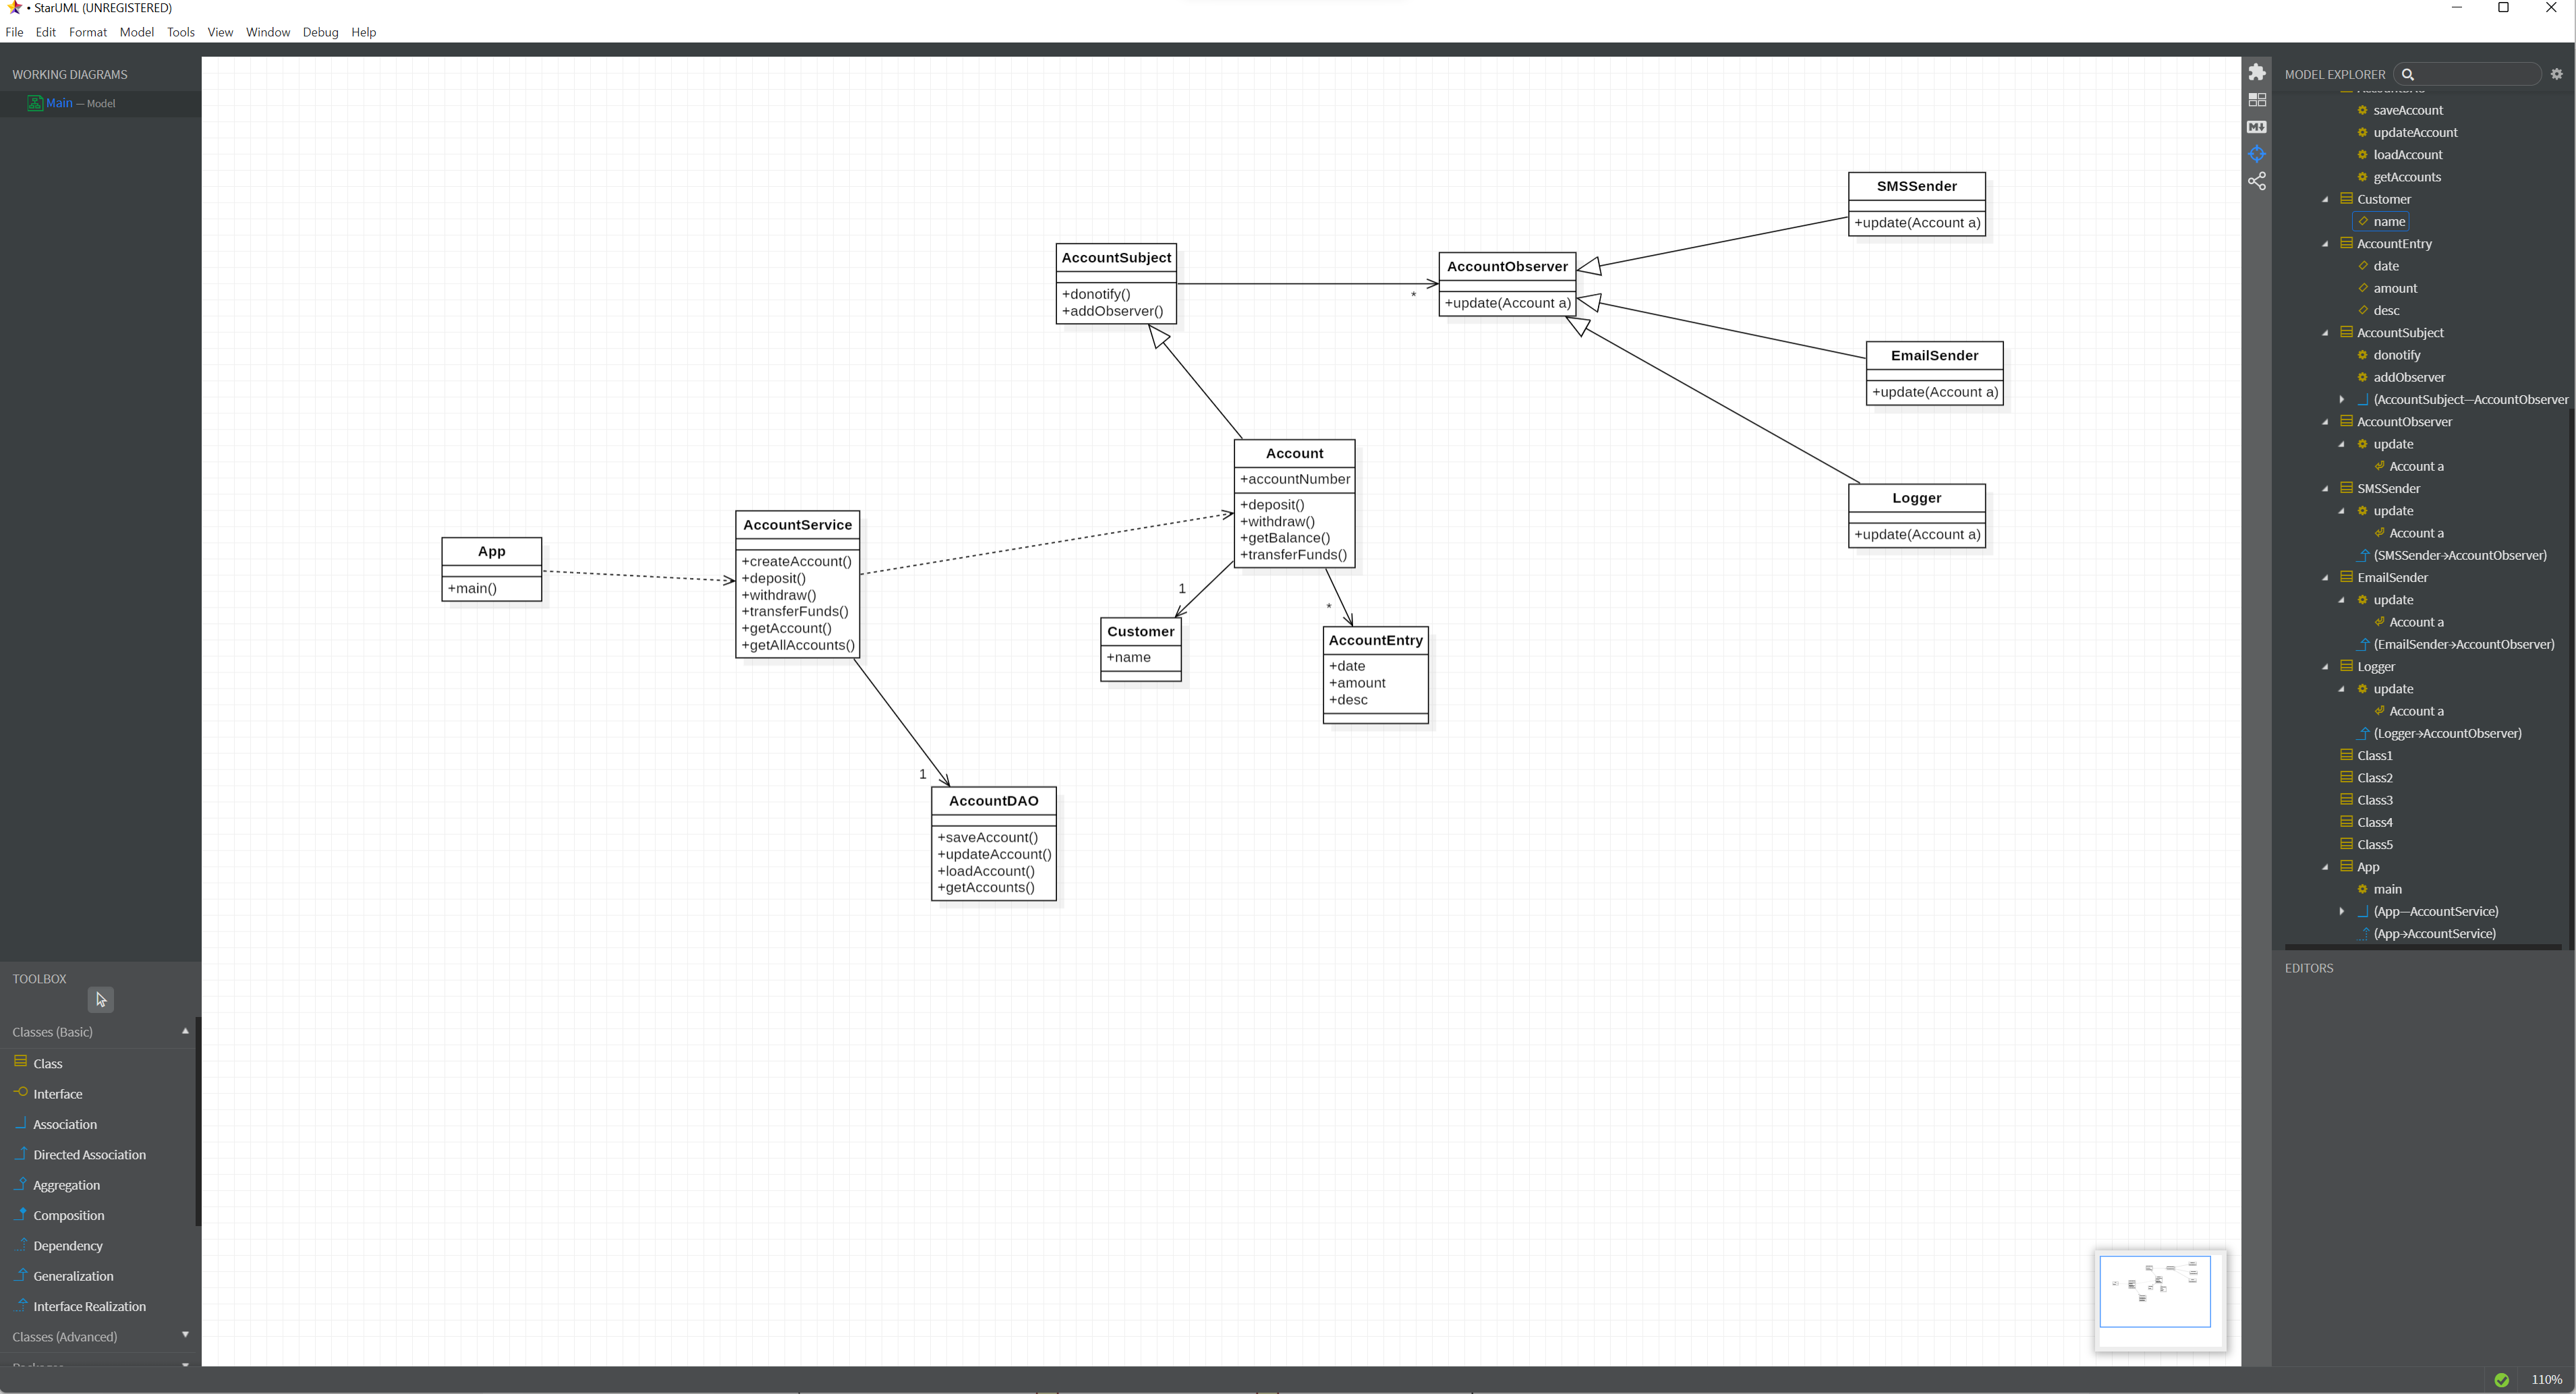 • StarUML (UNREGISTERED)
File Edit Format Model Tools View Window Debug Help
WORKING DIAGRAMS
Main — Model
TOOLBOX
Classes (Basic)
Class
Interface
Association
Directed Association
Aggregation
Composition
Dependency
Generalization
Interface Realization
Classes (Advanced)
App
+main()
AccountService
+createAccount()
+deposit()
+withdraw()
+transferFunds()
+getAccount()
+getAllAccounts()
1
AccountDAO
+saveAccount()
+updateAccount()
+loadAccount()
+getAccounts()
AccountSubject
+donotify()
+addObserver()
*
AccountObserver
+update(Account a)
SMSSender
+update(Account a)
EmailSender
+update(Account a)
Logger
+update(Account a)
Account
+accountNumber
+deposit()
+withdraw()
+getBalance()
+transferFunds()
1
*
Customer
+name
AccountEntry
+date
+amount
+desc
MODEL EXPLORER
saveAccount
updateAccount
loadAccount
getAccounts
Customer
name
AccountEntry
date
amount
desc
AccountSubject
donotify
addObserver
(AccountSubject—AccountObserver
AccountObserver
update
Account a
SMSSender
update
Account a
(SMSSender→AccountObserver)
EmailSender
update
Account a
(EmailSender→AccountObserver)
Logger
update
Account a
(Logger→AccountObserver)
Class1
Class2
Class3
Class4
Class5
App
main
(App—AccountService)
(App→AccountService)
EDITORS
110%